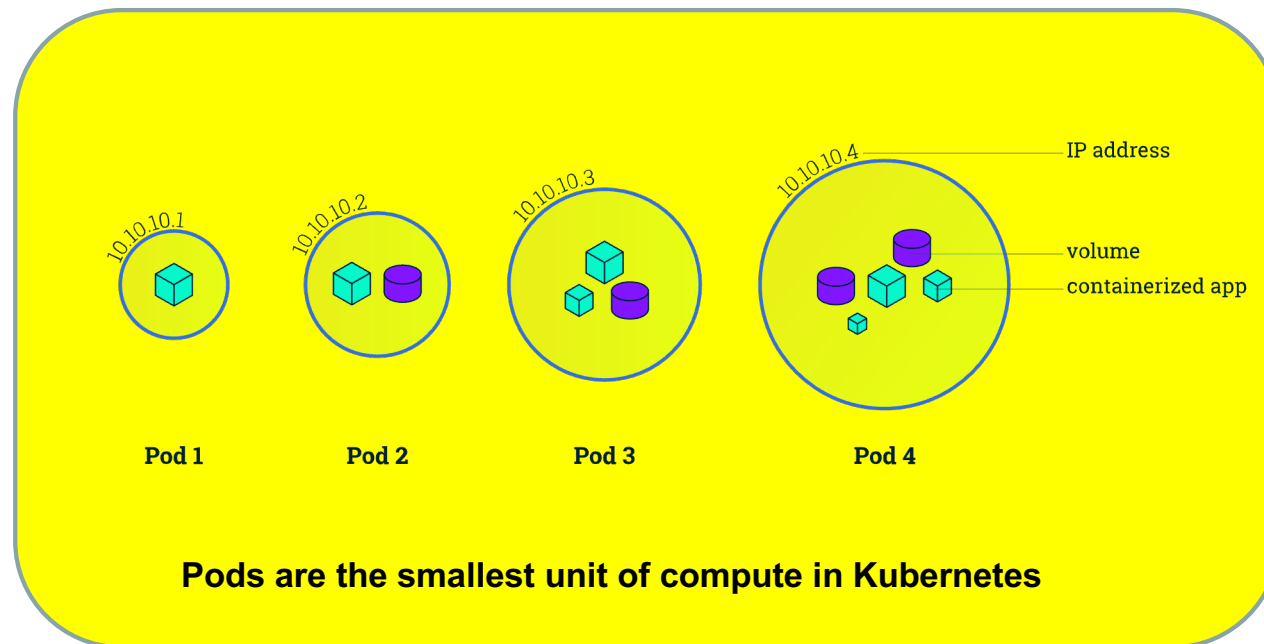 10.10.10.1
10.10.10.2
10.10.10.3
10.10.10.4
IP address
volume
containerized app
Pod 1
Pod 2
Pod 3
Pod 4
Pods are the smallest unit of compute in Kubernetes